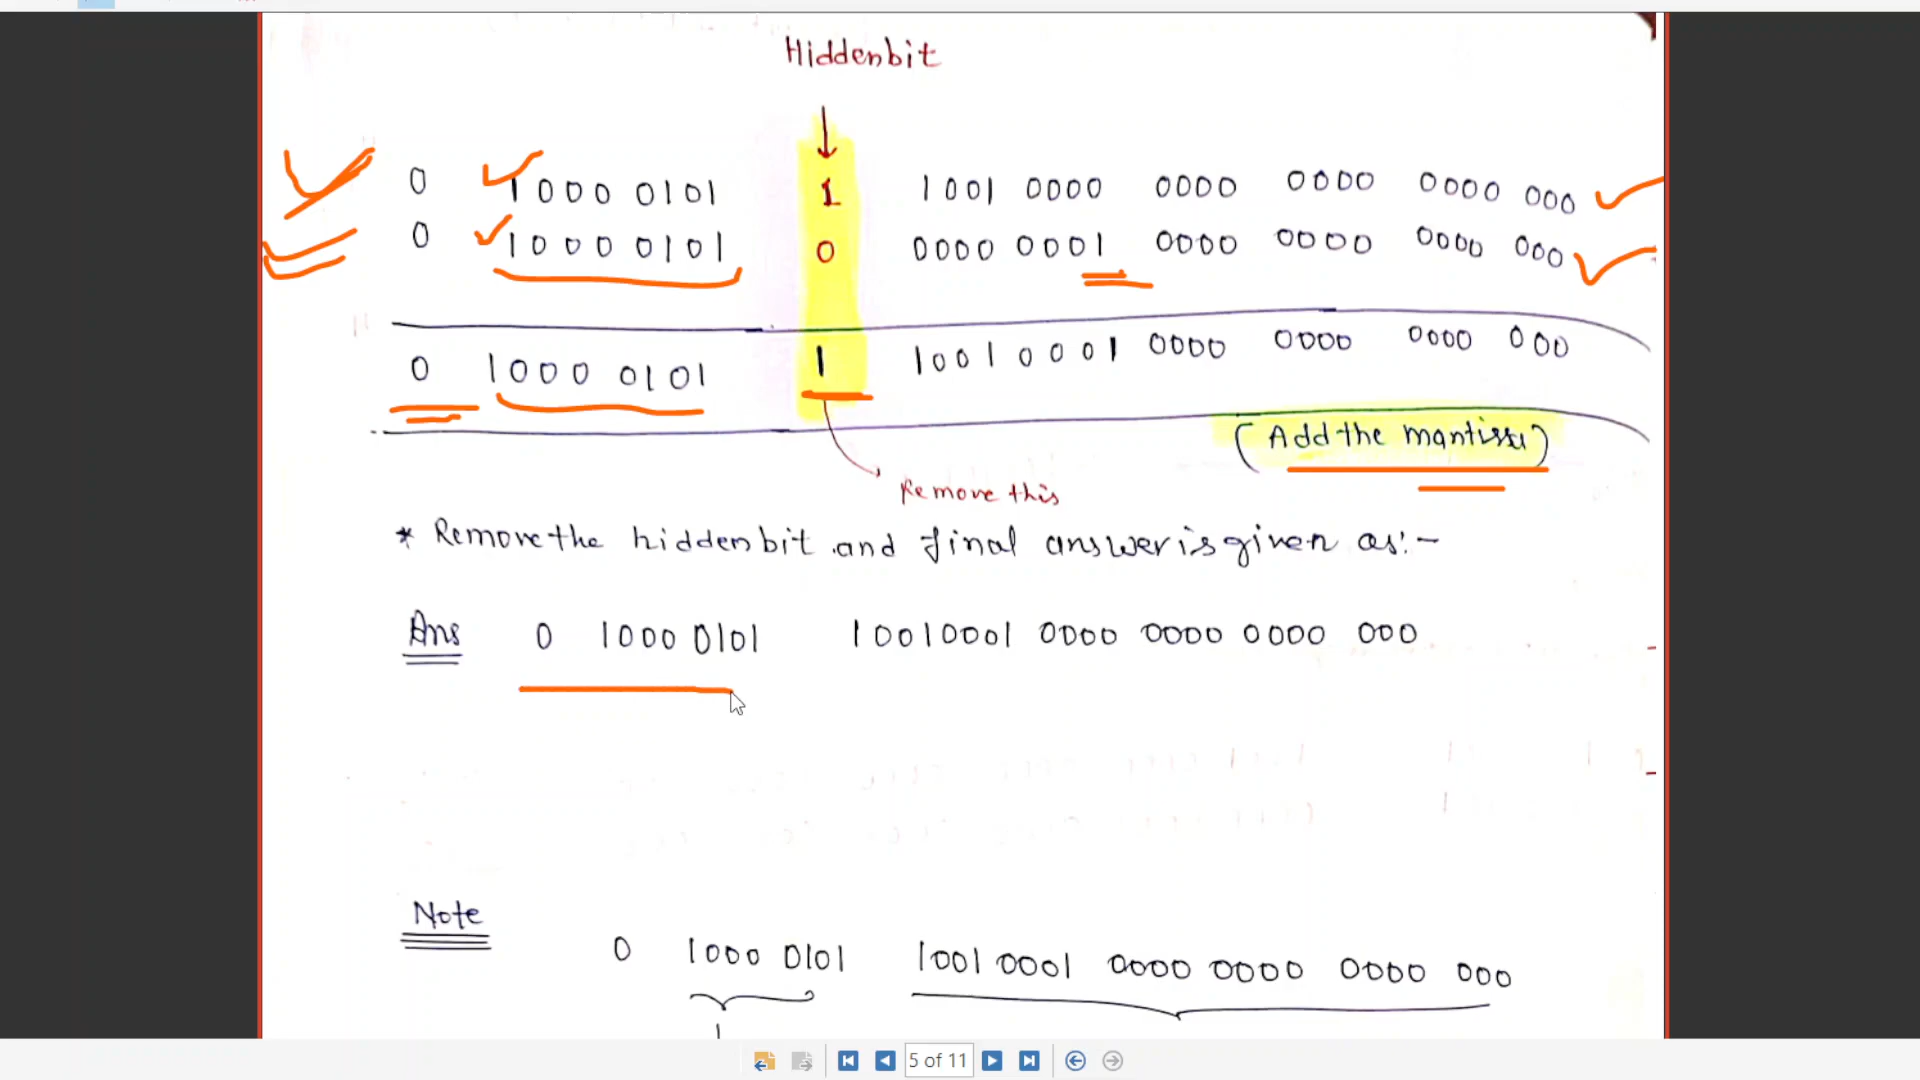 Hiddenbit
0 1000 0101 1 1001 0000 0000 0000 0000 000
0 1000 0101 0 0000 0001 0000 0000 0000 000
0 1000 0101 1 1001 0001 0000 0000 0000 000
(Add the mantissa)
Remove this
* Remove the hiddenbit and final answer is given as:-
Ans 0 1000 0101 10010001 0000 0000 0000 000
Note
0 1000 0101 1001 0001 0000 0000 0000 000
5 of 11